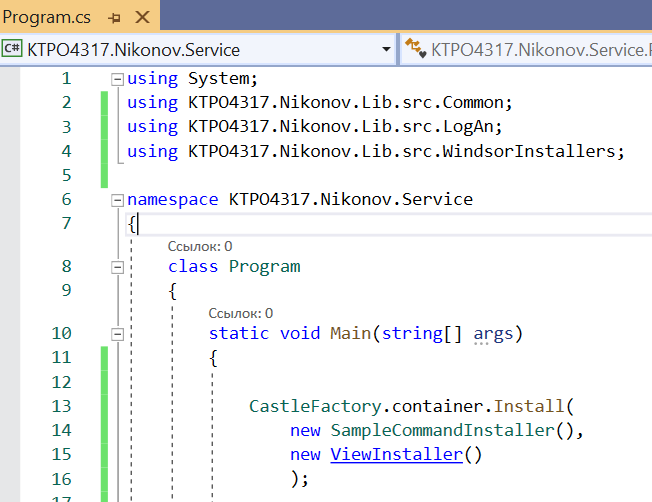 Program.cs
C# KTPO4317.Nikonov.Service KTPO4317.Nikonov.Service.
1 using System;
2 using KTPO4317.Nikonov.Lib.src.Common;
3 using KTPO4317.Nikonov.Lib.src.LogAn;
4 using KTPO4317.Nikonov.Lib.src.WindsorInstallers;
5
6 namespace KTPO4317.Nikonov.Service
7 {
Ссылок: 0
8 class Program
9 {
Ссылок: 0
10 static void Main(string[] args)
11 {
12
13 CastleFactory.container.Install(
14 new SampleCommandInstaller(),
15 new ViewInstaller()
16 );